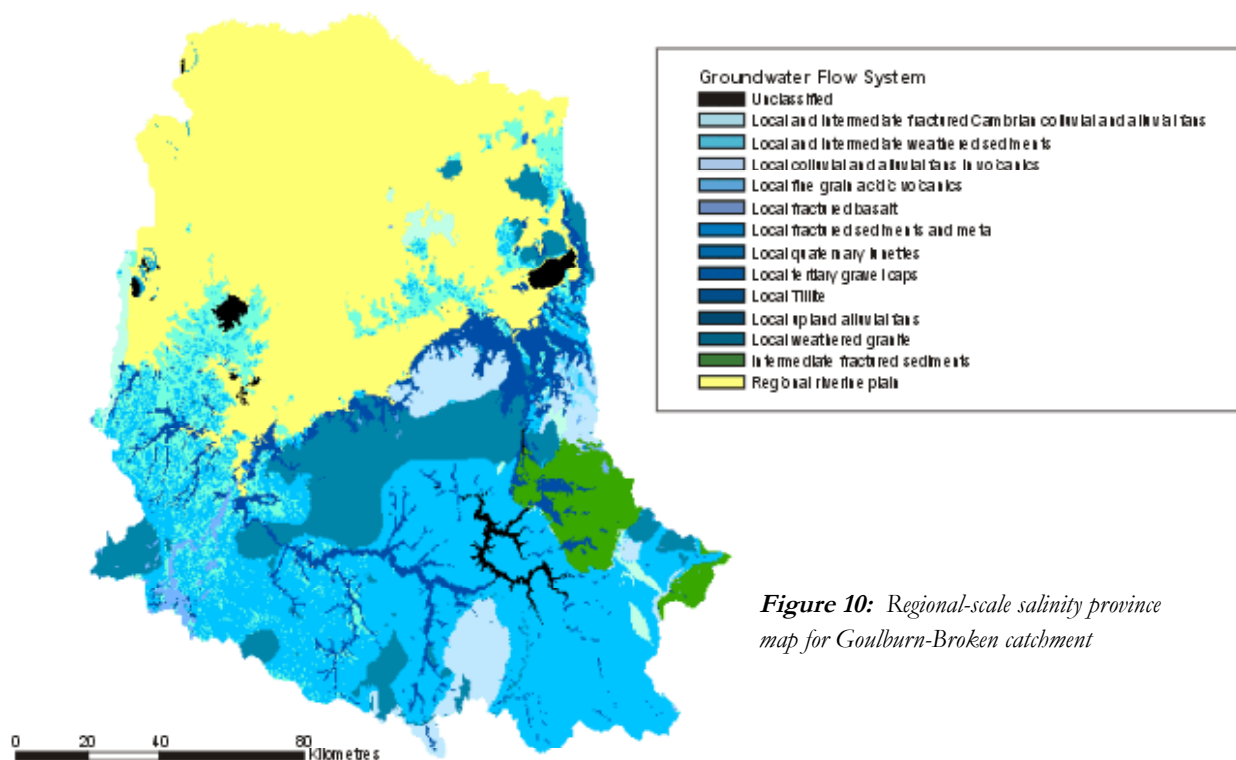 Groundwater Flow System
Unclassified
Local and intermediate fractured Cambrian colluvial and alluvial fans
Local and intermediate weathered sediments
Local colluvial and alluvial fans in volcanics
Local fine grain acidic volcanics
Local fractured basalt
Local fractured sediments and meta
Local quaternary lunettes
Local tertiary gravel caps
Local Tillite
Local upland alluvial fans
Local weathered granite
Intermediate fractured sediments
Regional riverine plain
Figure 10: Regional-scale salinity province
map for Goulburn-Broken catchment
0 20 40 80
Kilometres